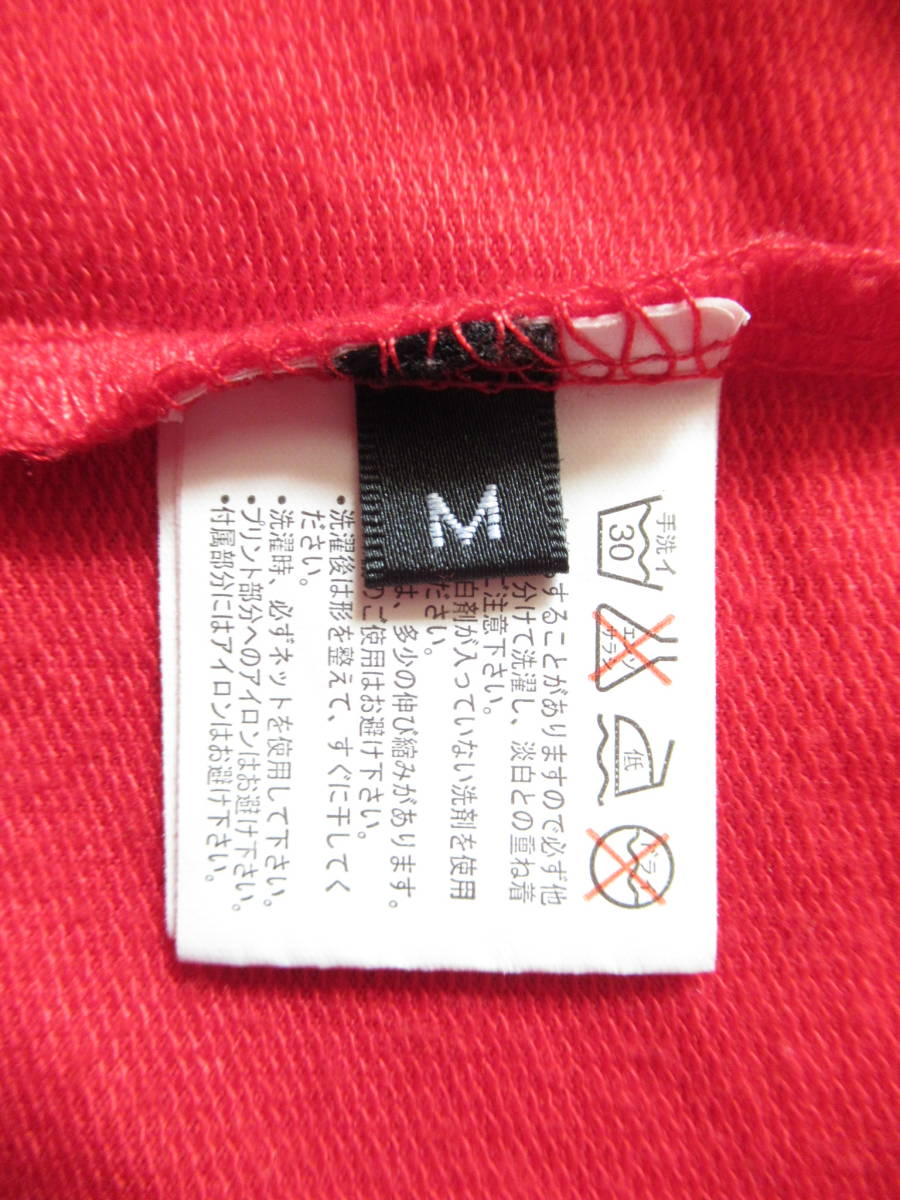 M
手洗イ
30
エンソ
サラシ
低
ドライ
することがありますので必ず他
分けて洗濯し、淡白との重ね着
ご注意下さい。
白剤が入っていない洗剤を使用
ださい。
は、多少の伸び縮みがあります。
のご使用はお避け下さい。
・洗濯後は形を整えて、すぐに干してく
ださい。
・洗濯時、必ずネットを使用して下さい。
・プリント部分へのアイロンはお避け下さい。
・付属部分にはアイロンはお避け下さい。